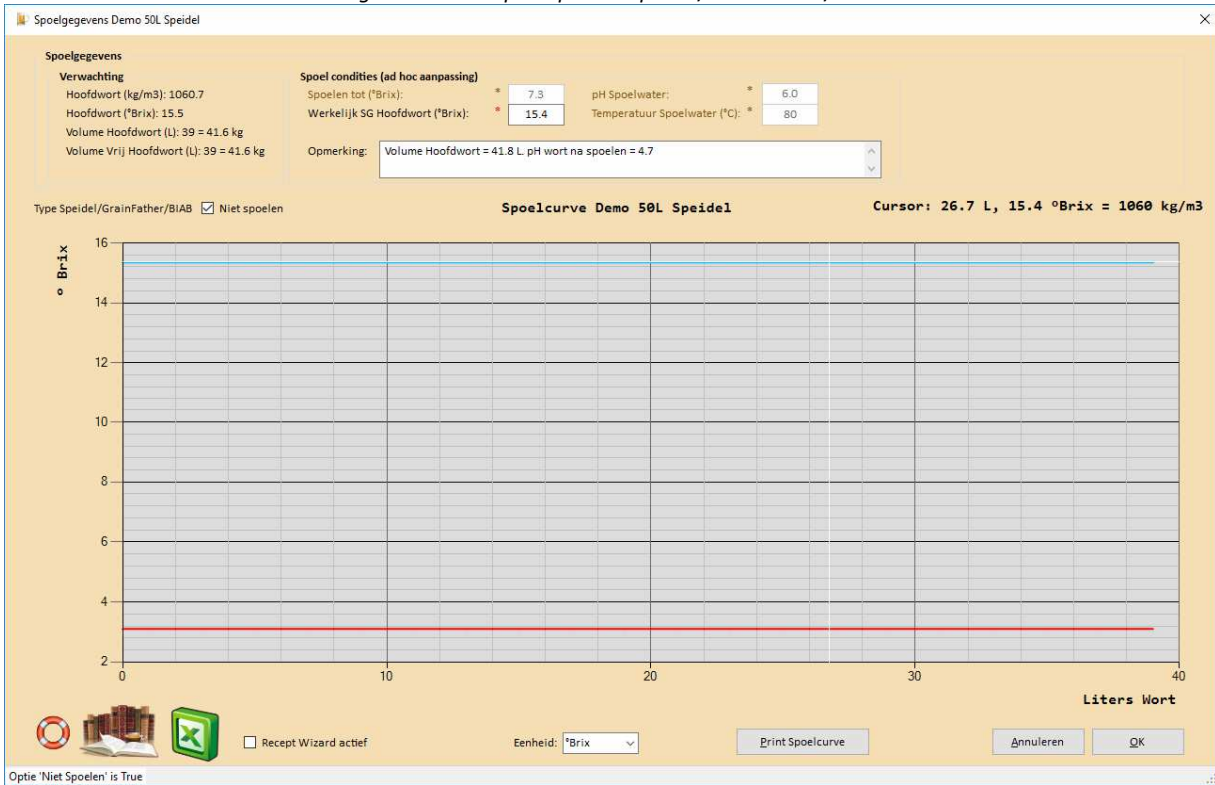 Spoelgegevens Demo 50L Speidel
Spoelgegevens
Verwachting
Hoofdwort (kg/m3): 1060.7
Hoofdwort (°Brix): 15.5
Volume Hoofdwort (L): 39 = 41.6 kg
Volume Vrij Hoofdwort (L): 39 = 41.6 kg
Spoel condities (ad hoc aanpassing)
Spoelen tot (°Brix): * 7.3 pH Spoelwater: * 6.0
Werkelijk SG Hoofdwort (°Brix): * 15.4 Temperatuur Spoelwater (°C): * 80
Opmerking: Volume Hoofdwort = 41.8 L. pH wort na spoelen = 4.7
Type Speidel/GrainFather/BIAB Niet spoelen
Spoelcurve Demo 50L Speidel
Cursor: 26.7 L, 15.4 °Brix = 1060 kg/m3
° Brix
16
14
12
10
8
6
4
2
0 10 20 30 40
Liters Wort
Recept Wizard actief
Eenheid: °Brix
Print Spoelcurve
Annuleren
OK
Optie 'Niet Spoelen' is True